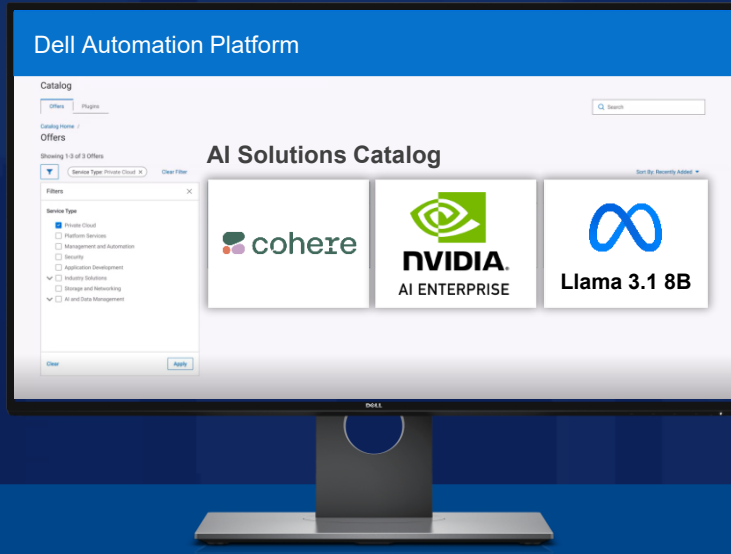 Dell Automation Platform
Catalog
Offers Plugins
Search
Catalog Home /
Offers
Showing 1-3 of 3 Offers
AI Solutions Catalog
Service Type: Private Cloud X Clear Filter
Sort By: Recently Added
Filters
Service Type
Private Cloud
Platform Services
Management and Automation
Security
Application Development
Industry Solutions
Storage and Networking
AI and Data Management
Clear Apply
cohere
NVIDIA.
AI ENTERPRISE
Llama 3.1 8B
DELL